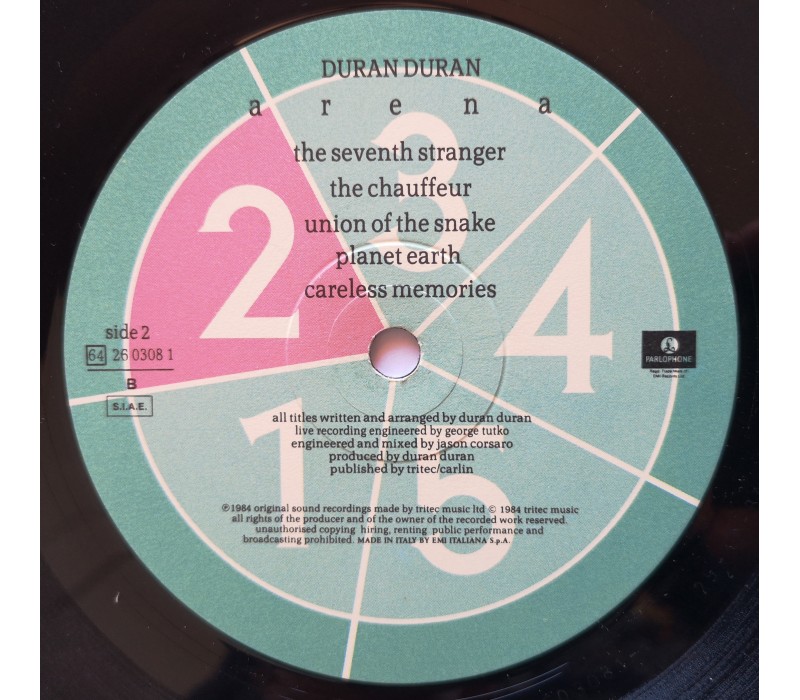 DURAN DURAN
a r e n a
the seventh stranger
the chauffeur
union of the snake
planet earth
careless memories
3
2
4
1
5
side 2
64 26 0308 1
B
S.I.A.E.
PARLOPHONE
all titles written and arranged by duran duran
live recording engineered by george tutko
engineered and mixed by jason corsaro
produced by duran duran
published by tritec/carlin
℗1984 original sound recordings made by tritec music ltd © 1984 tritec music
all rights of the producer and of the owner of the recorded work reserved.
unauthorised copying hiring, renting public performance and
broadcasting prohibited. MADE IN ITALY BY EMI ITALIANA S.p.A.